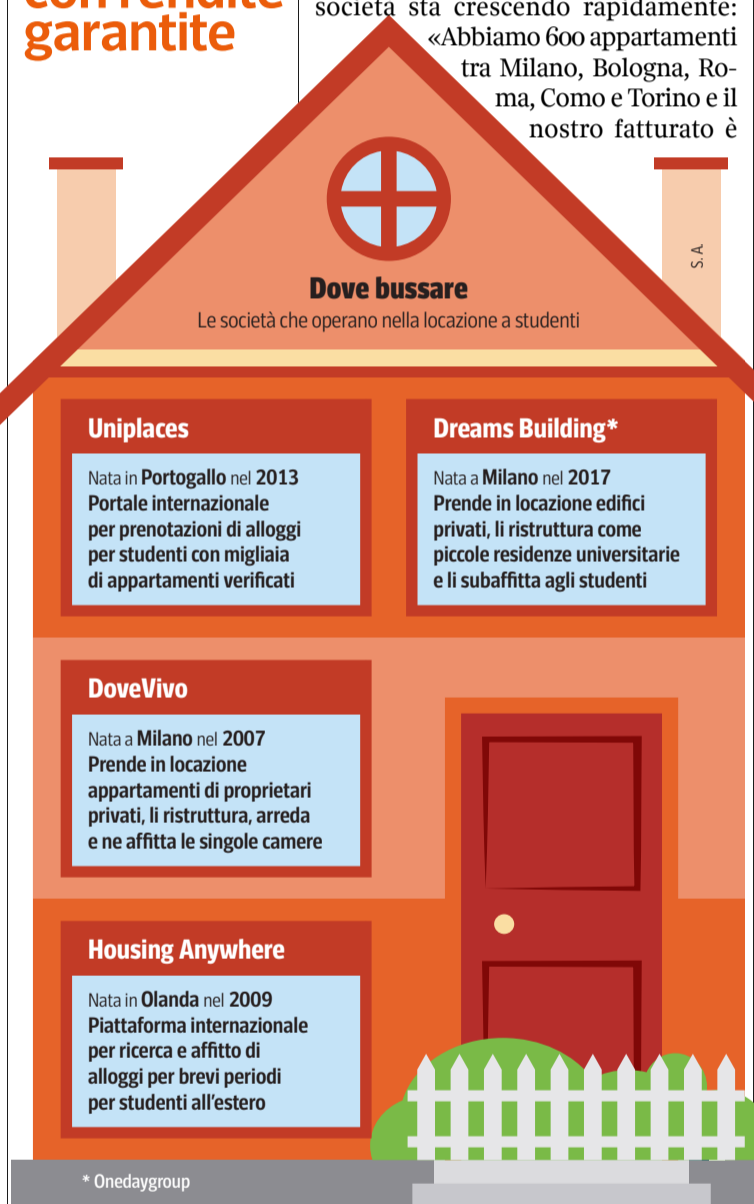 con rendite
garantite
società sta crescendo rapidamente:
«Abbiamo 600 appartamenti
tra Milano, Bologna, Ro-
ma, Como e Torino e il
nostro fatturato è
S. A.
Dove bussare
Le società che operano nella locazione a studenti
Uniplaces
Nata in Portogallo nel 2013
Portale internazionale
per prenotazioni di alloggi
per studenti con migliaia
di appartamenti verificati
Dreams Building*
Nata a Milano nel 2017
Prende in locazione edifici
privati, li ristruttura come
piccole residenze universitarie
e li subaffitta agli studenti
DoveVivo
Nata a Milano nel 2007
Prende in locazione
appartamenti di proprietari
privati, li ristruttura, arreda
e ne affitta le singole camere
Housing Anywhere
Nata in Olanda nel 2009
Piattaforma internazionale
per ricerca e affitto di
alloggi per brevi periodi
per studenti all'estero
* Onedaygroup